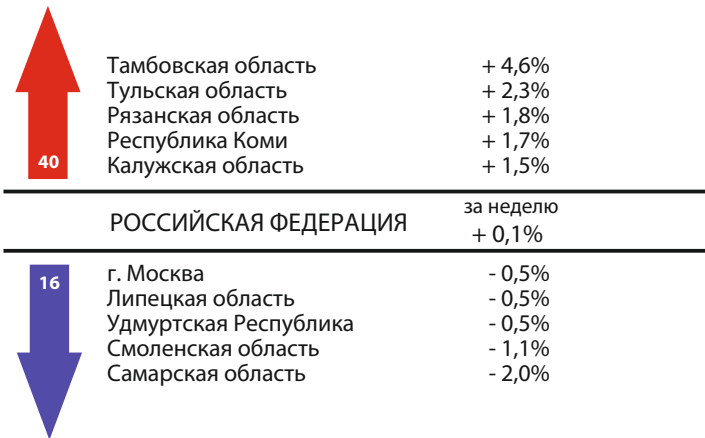 Тамбовская область + 4,6%
Тульская область + 2,3%
Рязанская область + 1,8%
Республика Коми + 1,7%
40 Калужская область + 1,5%
РОССИЙСКАЯ ФЕДЕРАЦИЯ за неделю
+ 0,1%
16 г. Москва - 0,5%
Липецкая область - 0,5%
Удмуртская Республика - 0,5%
Смоленская область - 1,1%
Самарская область - 2,0%